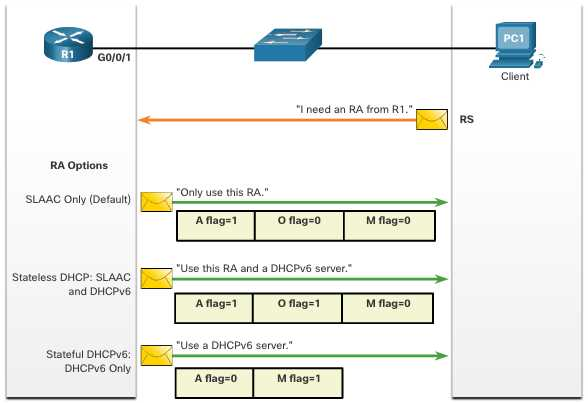 R1
G0/0/1
PC1
Client
"I need an RA from R1."
RS
RA Options
SLAAC Only (Default)
"Only use this RA."
A flag=1 O flag=0 M flag=0
Stateless DHCP: SLAAC
and DHCPv6
"Use this RA and a DHCPv6 server."
A flag=1 O flag=1 M flag=0
Stateful DHCPv6:
DHCPv6 Only
"Use a DHCPv6 server."
A flag=0 M flag=1